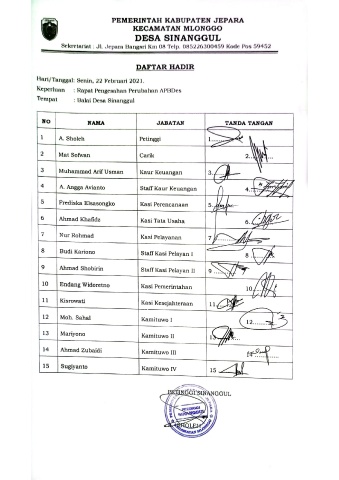 PEMERINTAH KABUPATEN JEPARA
KECAMATAN MLONGGO
DESA SINANGGUL
Sekretariat : Jl. Jepara Bangsri Km 08 Telp. 085226300459 Kode Pos 59452
DAFTAR HADIR
Hari/Tanggal: Senin, 22 Februari 2021.
Keperluan : Rapat Pengesahan Perubahan APBDes
Tempat : Balai Desa Sinanggul
NO NAMA JABATAN TANDA TANGAN
1 A. Sholeh Petinggi 1
2 Mat Sofwan Carik 2
3 Muhammad Arif Usman Kaur Keuangan 3
4 A. Angga Avianto Staff Kaur Keuangan 4
5 Frediska Ekasongko Kasi Perencanaan 5
6 Ahmad Khafidz Kasi Tata Usaha 6
7 Nur Rohmad Kasi Pelayanan 7
8 Budi Kariono Staff Kasi Pelayan I 8
9 Ahmad Shobirin Staff Kasi Pelayan II 9
10 Endang Widoretno Kasi Pemerintahan 10
11 Kisrowati Kasi Kesejahteraan 11
12 Moh. Sahal Kamituwo I 12
13 Mariyono Kamituwo II 13
14 Ahmad Zubaidi Kamituwo III 14
15 Sugiyanto Kamituwo IV 15
PETINGGI SINANGGUL
SHOLEH